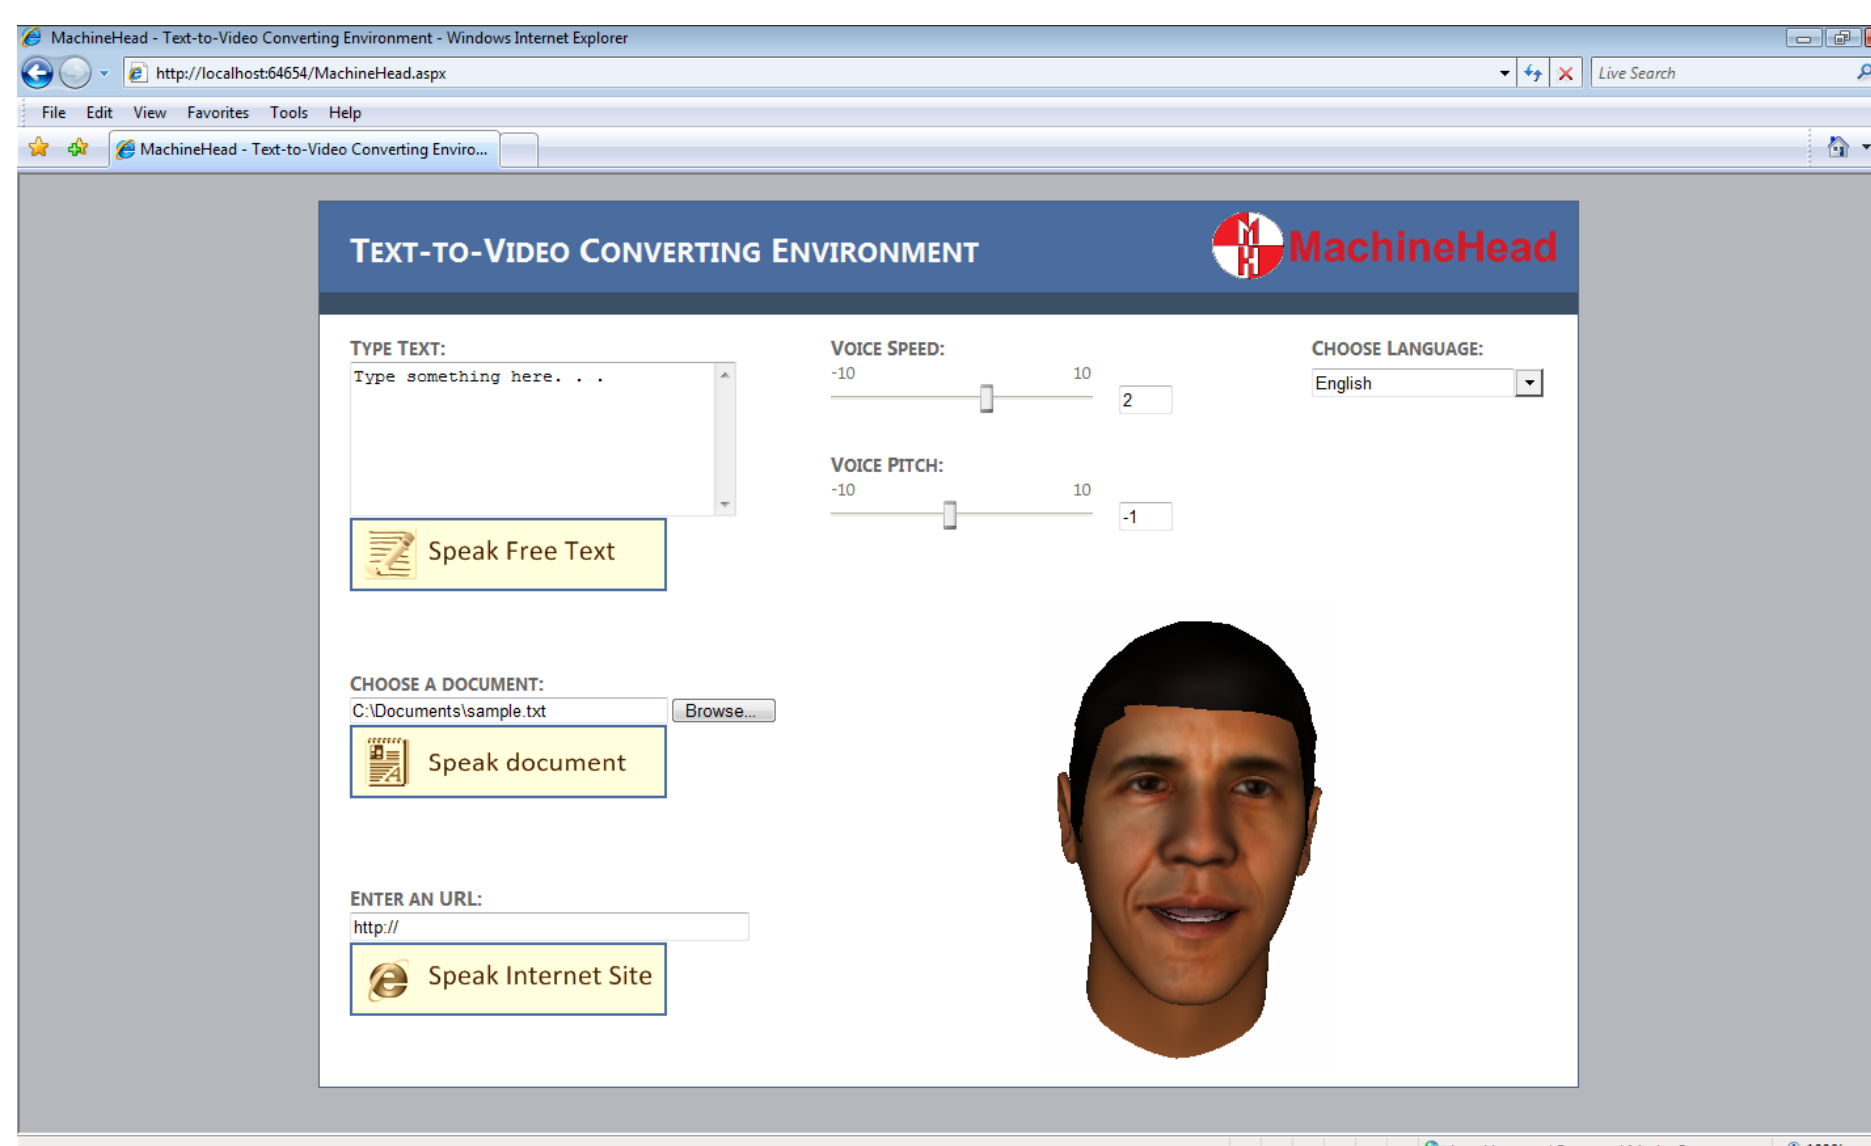 MachineHead - Text-to-Video Converting Environment - Windows Internet Explorer
http://localhost:64654/MachineHead.aspx
Live Search
File Edit View Favorites Tools Help
MachineHead - Text-to-Video Converting Enviro...
TEXT-TO-VIDEO CONVERTING ENVIRONMENT
MH MachineHead
TYPE TEXT:
Type something here. . .
Speak Free Text
VOICE SPEED:
-10 10
2
VOICE PITCH:
-10 10
-1
CHOOSE LANGUAGE:
English
CHOOSE A DOCUMENT:
C:\Documents\sample.txt Browse...
Speak document
ENTER AN URL:
http://
Speak Internet Site